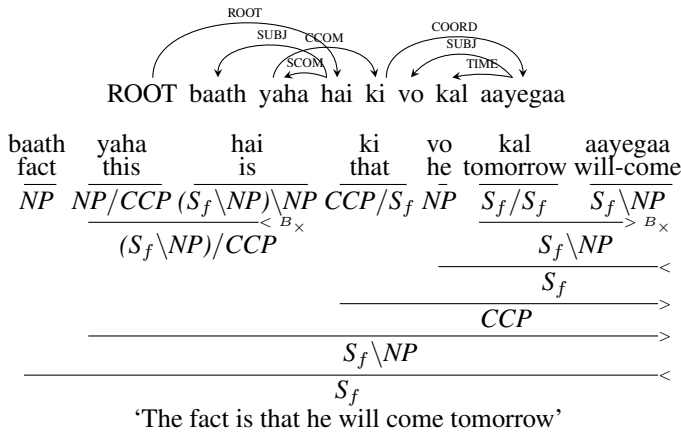 ROOT
SUBJ CCOM COORD
SCOM SUBJ
TIME
ROOT baath yaha hai ki vo kal aayegaa
baath yaha hai ki vo kal aayegaa
fact this is that he tomorrow will-come
NP NP/CCP (S_f\NP)\NP CCP/S_f NP S_f/S_f S_f\NP
< B_× > B_×
(S_f\NP)/CCP S_f\NP
<
S_f
>
CCP
>
S_f\NP
<
S_f
‘The fact is that he will come tomorrow’